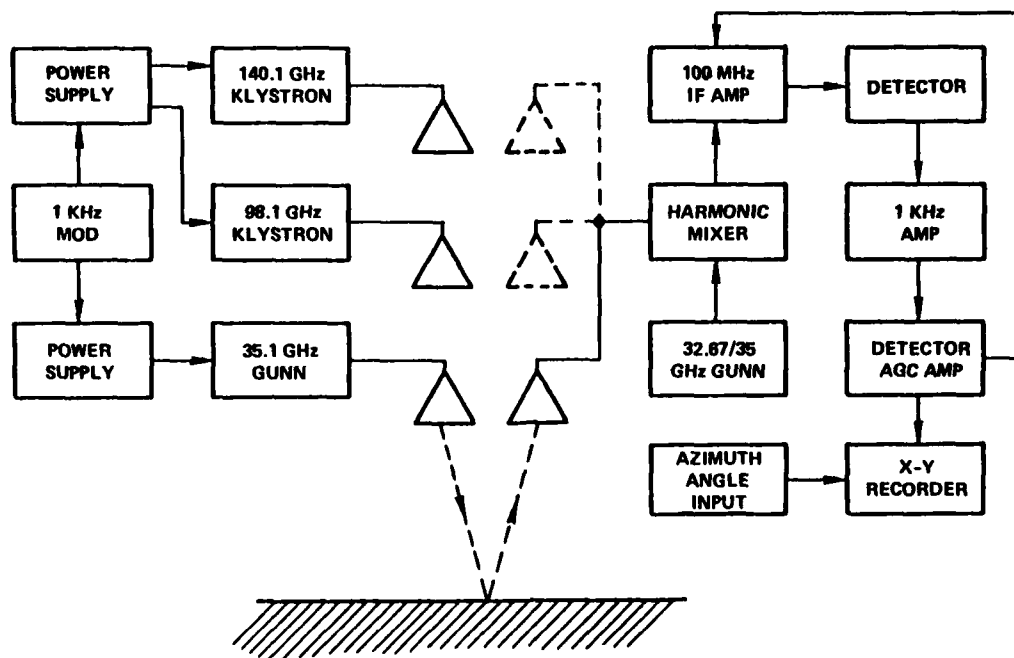 POWER
SUPPLY
140.1 GHz
KLYSTRON
100 MHz
IF AMP
DETECTOR
1 KHz
MOD
98.1 GHz
KLYSTRON
HARMONIC
MIXER
1 KHz
AMP
POWER
SUPPLY
35.1 GHz
GUNN
32.67/35
GHz GUNN
DETECTOR
AGC AMP
AZIMUTH
ANGLE
INPUT
X-Y
RECORDER